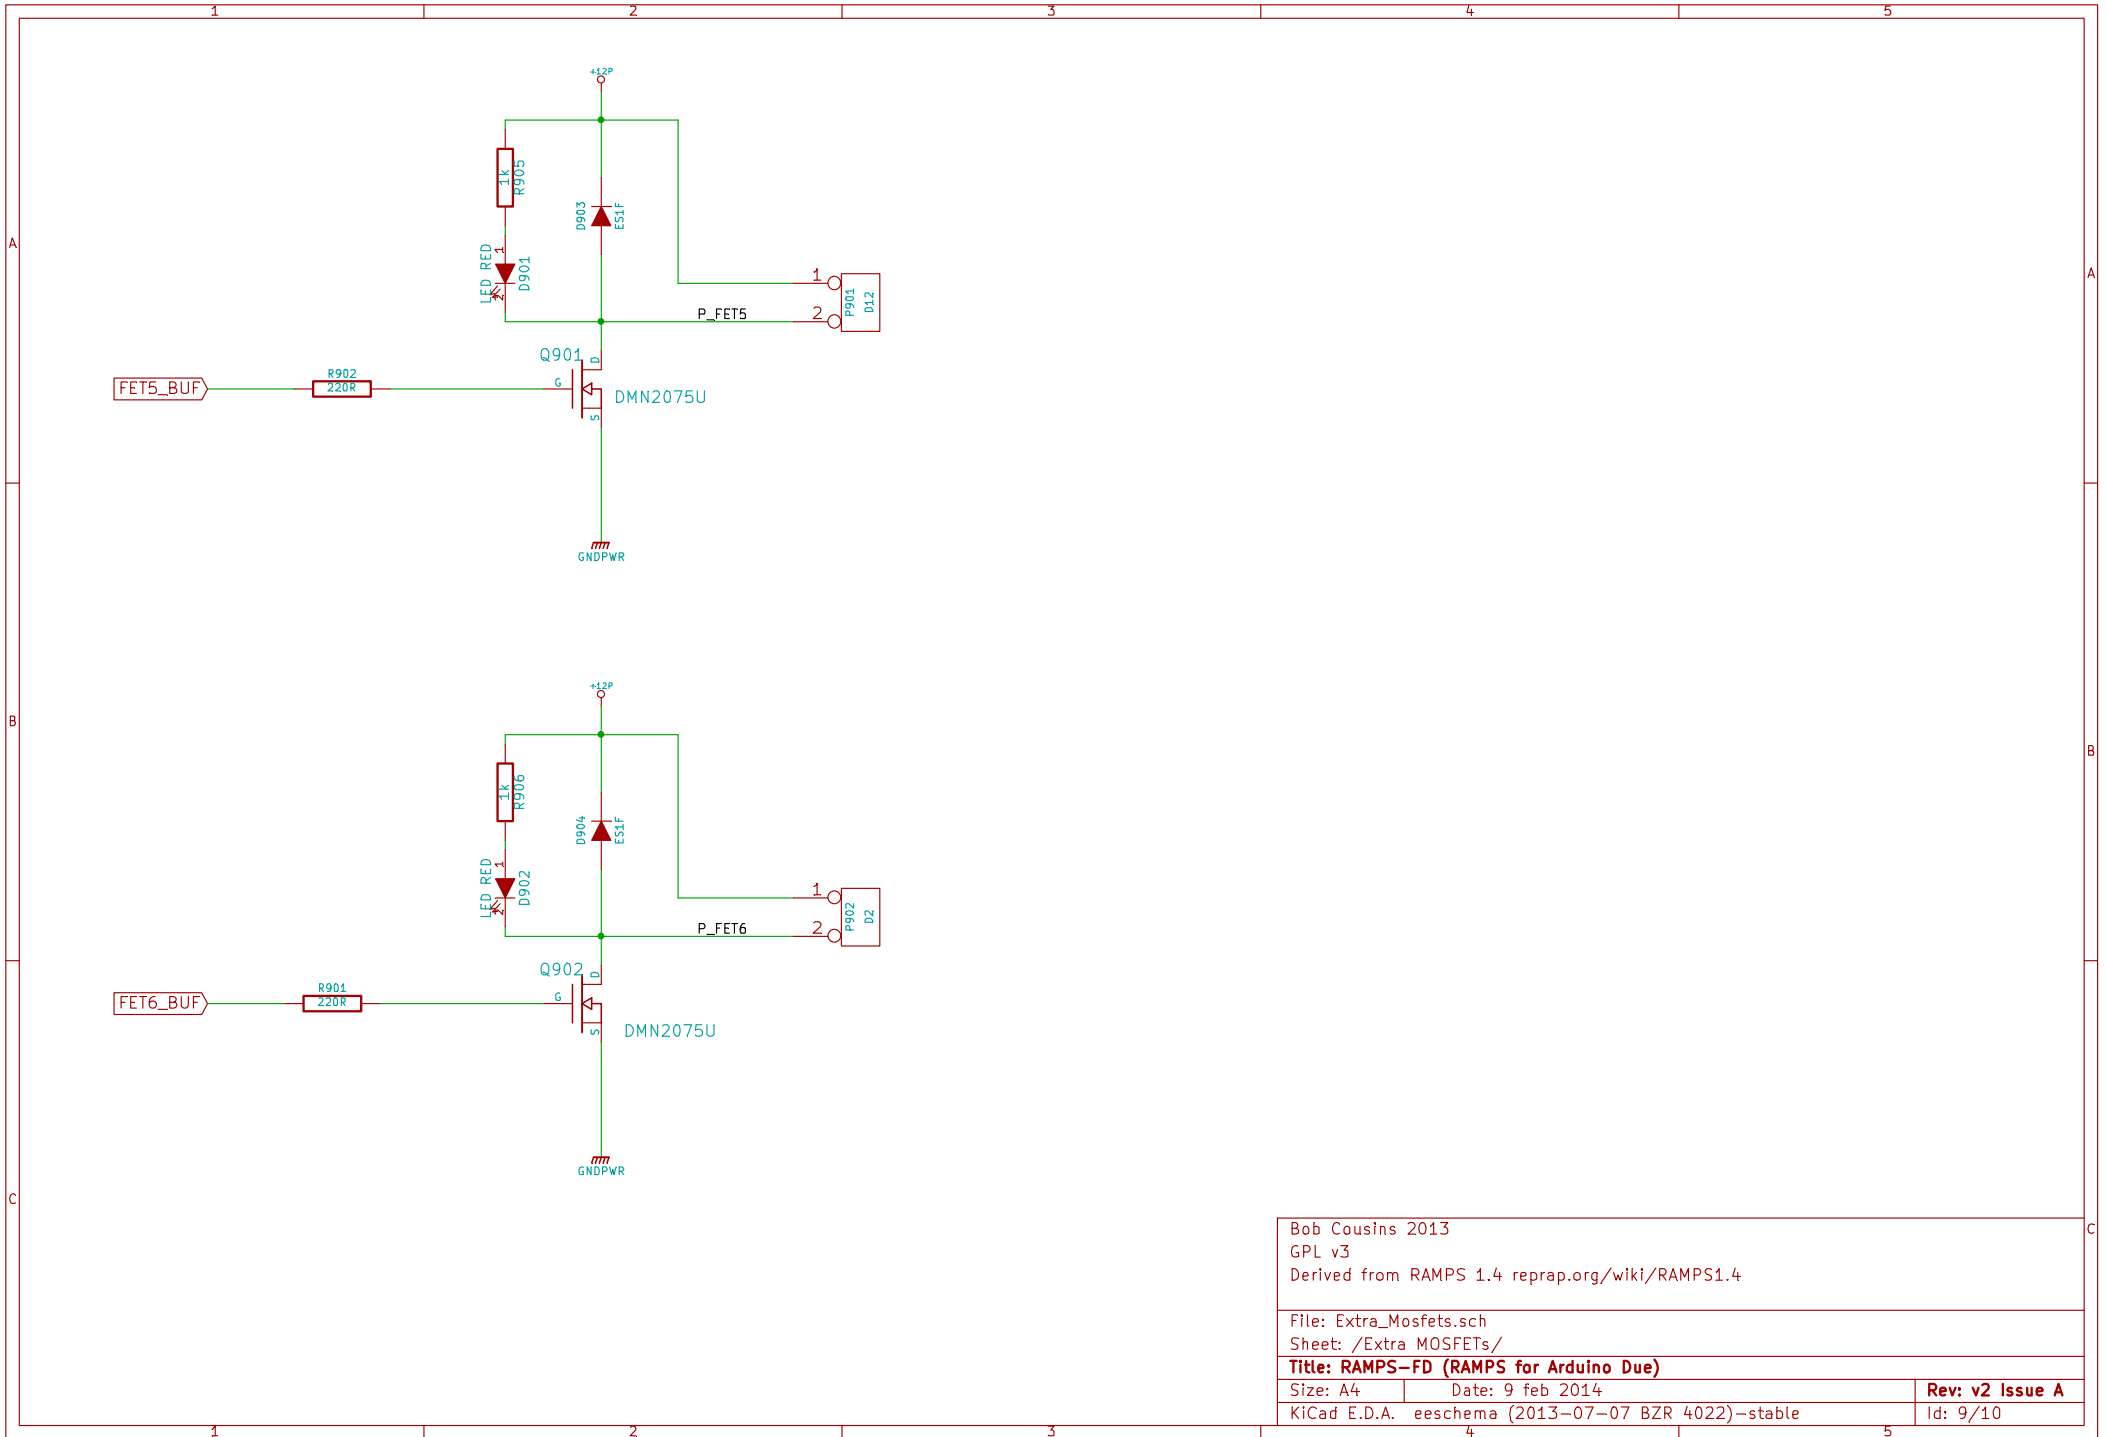 1 2 3 4 5
A
A
+12P
1k
R905
D903
ES1F
LED RED
1
2
D901
1
2
P901
D12
P_FET5
Q901
D
G
S
DMN2075U
FET5_BUF
R902
220R
GNDPWR
B
B
+12P
1k
R906
D904
ES1F
LED RED
1
2
D902
1
2
P902
D2
P_FET6
Q902
D
G
S
DMN2075U
FET6_BUF
R901
220R
GNDPWR
C
C
Bob Cousins 2013
GPL v3
Derived from RAMPS 1.4 reprap.org/wiki/RAMPS1.4
File: Extra_Mosfets.sch
Sheet: /Extra MOSFETs/
Title: RAMPS-FD (RAMPS for Arduino Due)
Size: A4 Date: 9 feb 2014 Rev: v2 Issue A
KiCad E.D.A. eeschema (2013-07-07 BZR 4022)-stable Id: 9/10
1 2 3 4 5